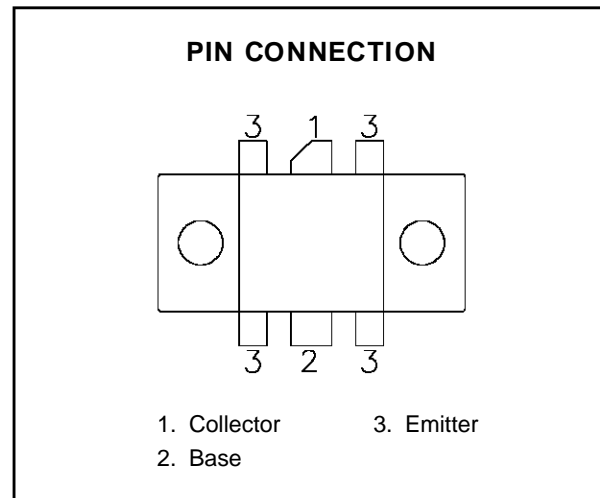 PIN CONNECTION
3 1 3
3 2 3
1. Collector 3. Emitter
2. Base